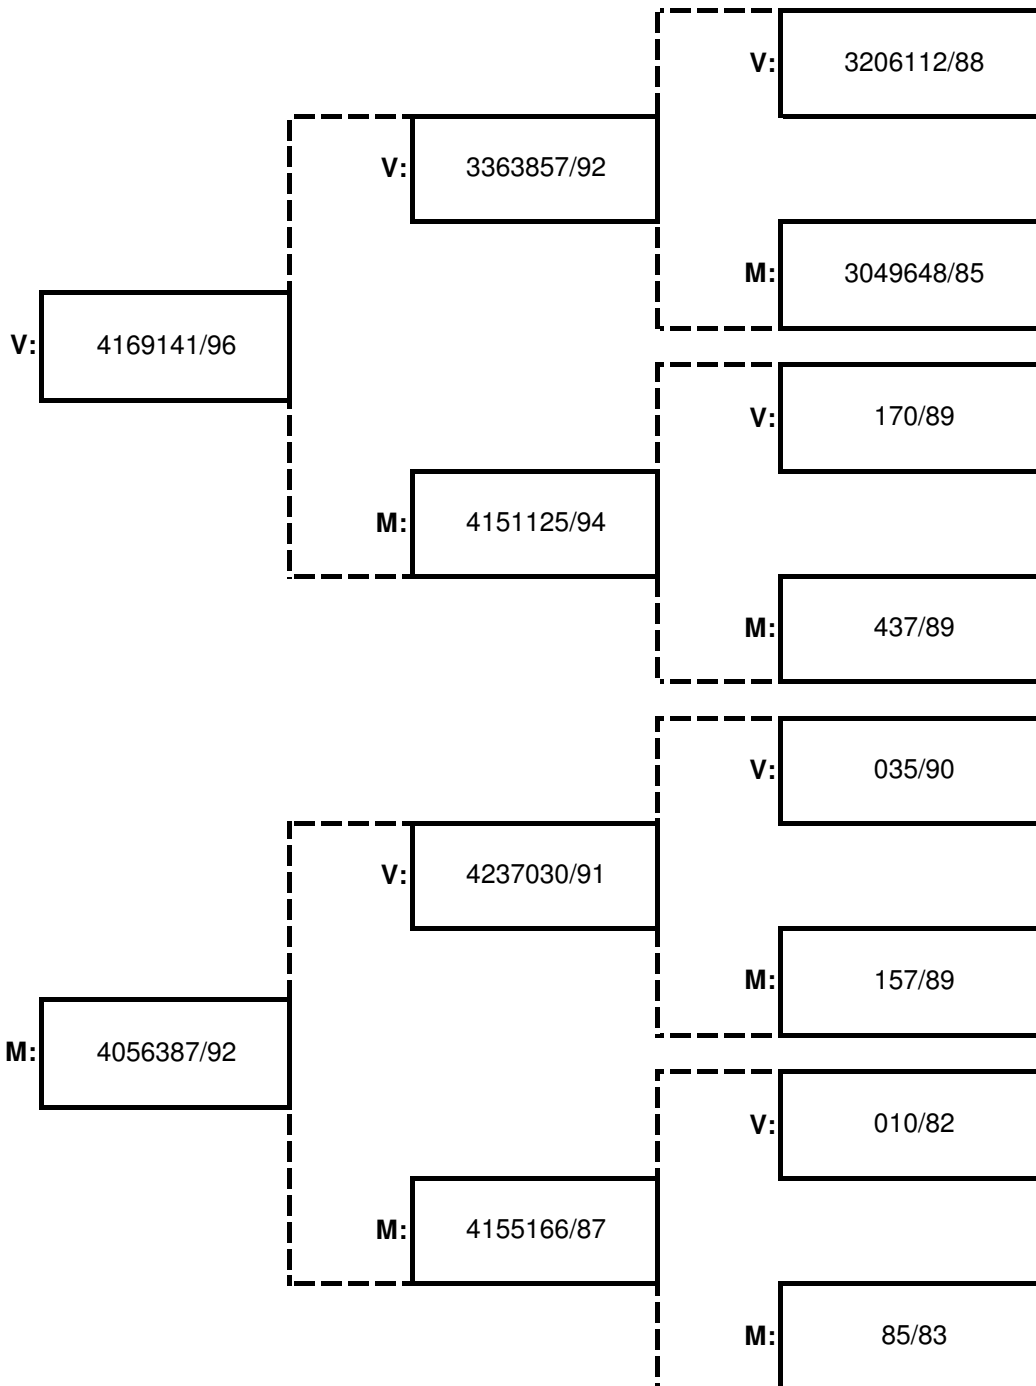 V: 3206112/88
V: 3363857/92
M: 3049648/85
V: 4169141/96
V: 170/89
M: 4151125/94
M: 437/89
V: 035/90
V: 4237030/91
M: 157/89
M: 4056387/92
V: 010/82
M: 4155166/87
M: 85/83